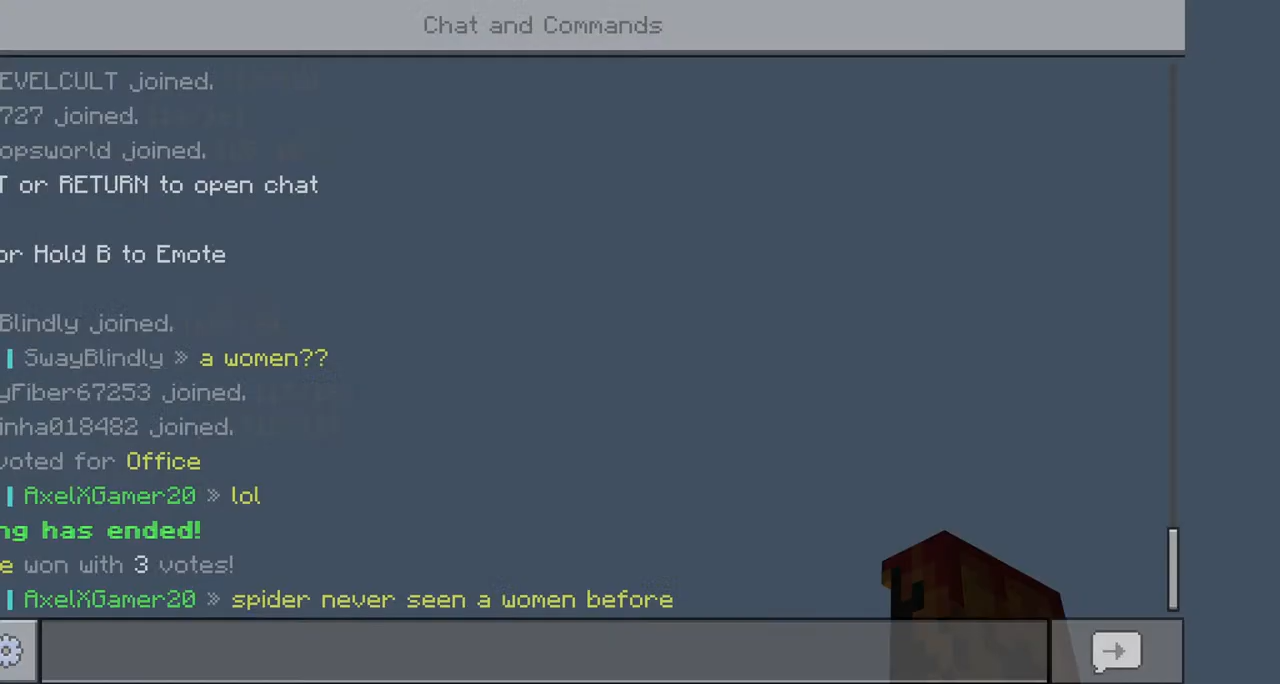 Chat and Commands
EVELCULT joined.
727 joined.
opsworld joined.
T or RETURN to open chat
or Hold B to Emote
Blindly joined.
| SwayBlindly » a women??
yFiber67253 joined.
inha018482 joined.
voted for Office
| AxelXGamer20 » lol
ng has ended!
e won with 3 votes!
| AxelXGamer20 » spider never seen a women before